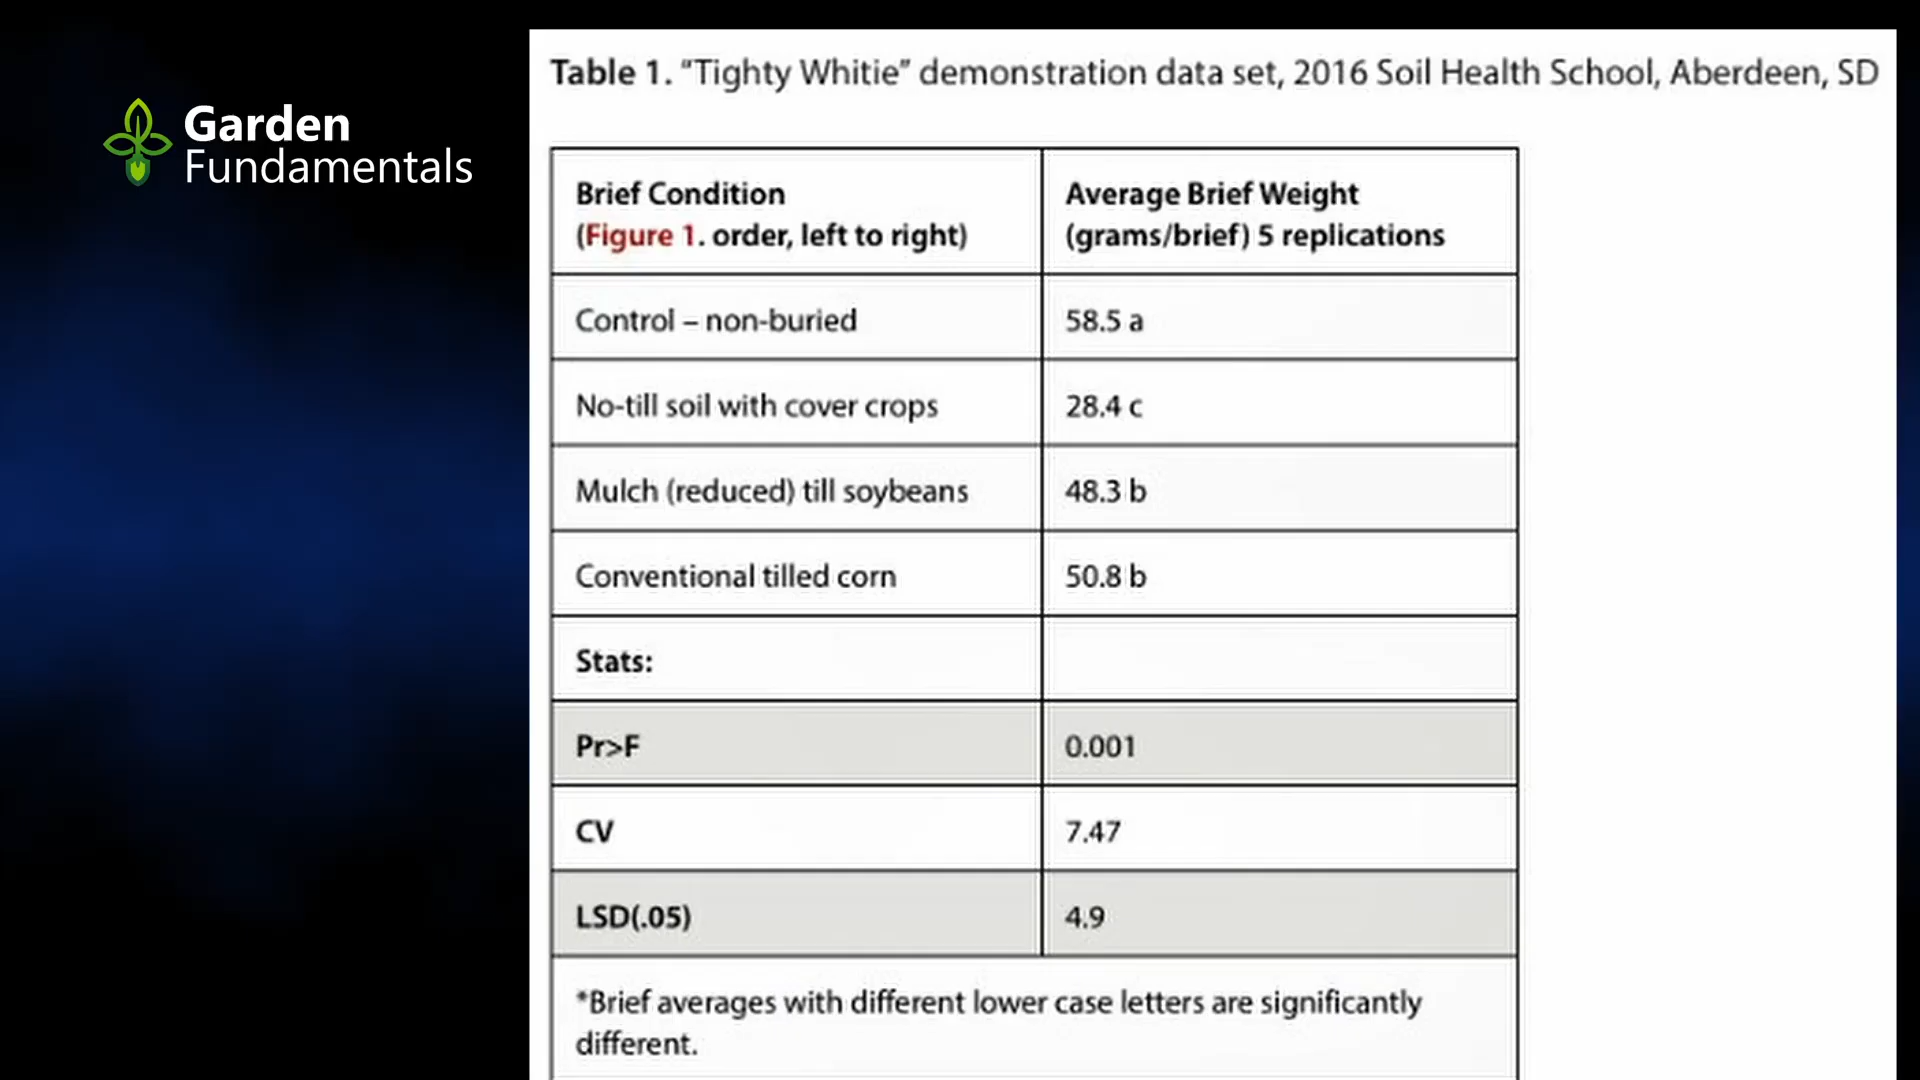 Garden
Fundamentals
Table 1. “Tighty Whitie” demonstration data set, 2016 Soil Health School, Aberdeen, SD
Brief Condition
(Figure 1. order, left to right)
Average Brief Weight
(grams/brief) 5 replications
Control – non-buried
58.5 a
No-till soil with cover crops
28.4 c
Mulch (reduced) till soybeans
48.3 b
Conventional tilled corn
50.8 b
Stats:
Pr>F
0.001
CV
7.47
LSD(.05)
4.9
*Brief averages with different lower case letters are significantly
different.